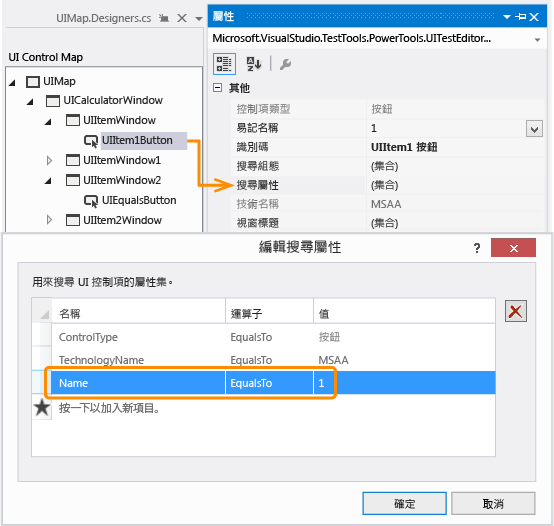 UIMap.Designers.cs
UI Control Map
UIMap
UICalculatorWindow
UIItemWindow
UIItem1Button
UIItemWindow1
UIItemWindow2
UIEqualsButton
UIItem2Window
屬性
Microsoft.VisualStudio.TestTools.PowerTools.UITestEditor...
其他
控制項類型 按鈕
易記名稱 1
識別碼 UIItem1 按鈕
搜尋組態 (集合)
搜尋屬性 (集合)
技術名稱 MSAA
視窗標題 (集合)
編輯搜尋屬性
?
用來搜尋 UI 控制項的屬性集。
名稱 運算子 值
ControlType EqualsTo 按鈕
TechnologyName EqualsTo MSAA
Name EqualsTo 1
按一下以加入新項目。
確定 取消